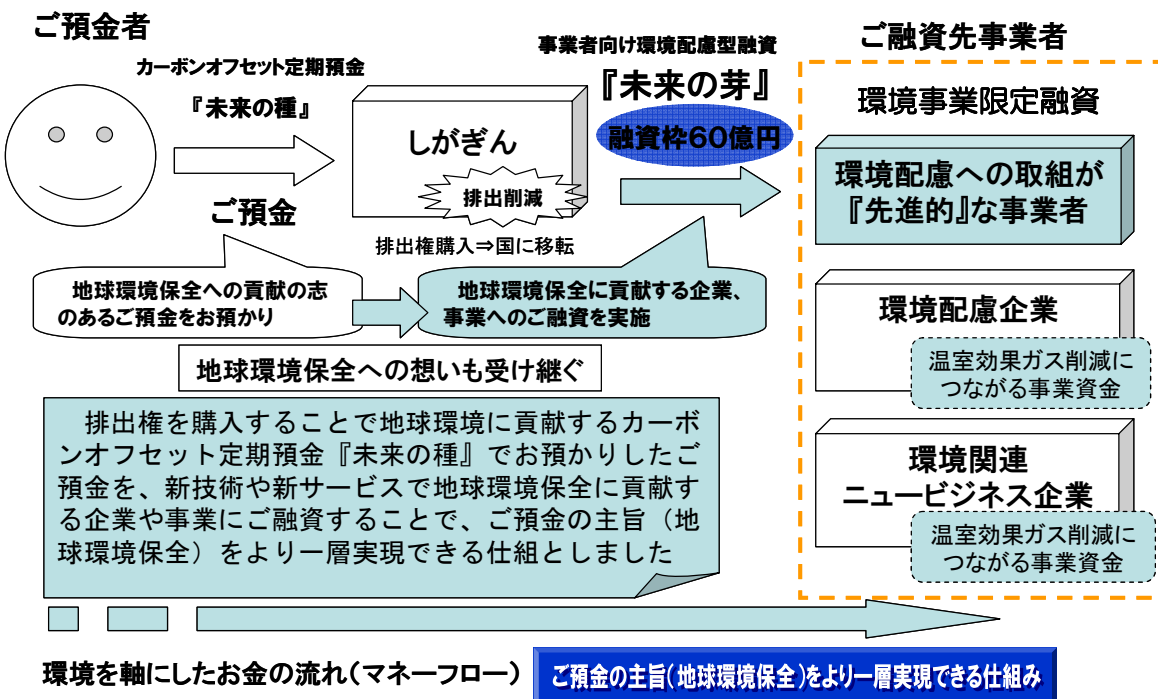 ご預金者
カーボンオフセット定期預金
『未来の種』
ご預金
しがぎん
排出削減
排出権購入⇒国に移転
事業者向け環境配慮型融資
『未来の芽』
融資枠60億円
ご融資先事業者
環境事業限定融資
環境配慮への取組が
『先進的』な事業者
環境配慮企業
温室効果ガス削減に
つながる事業資金
環境関連
ニュービジネス企業
温室効果ガス削減に
つながる事業資金
地球環境保全への貢献の志
のあるご預金をお預かり
地球環境保全に貢献する企業、
事業へのご融資を実施
地球環境保全への想いも受け継ぐ
排出権を購入することで地球環境に貢献するカーボ
ンオフセット定期預金『未来の種』でお預かりしたご
預金を、新技術や新サービスで地球環境保全に貢献す
る企業や事業にご融資することで、ご預金の主旨（地
球環境保全）をより一層実現できる仕組としました
環境を軸にしたお金の流れ（マネーフロー）
ご預金の主旨（地球環境保全）をより一層実現できる仕組み